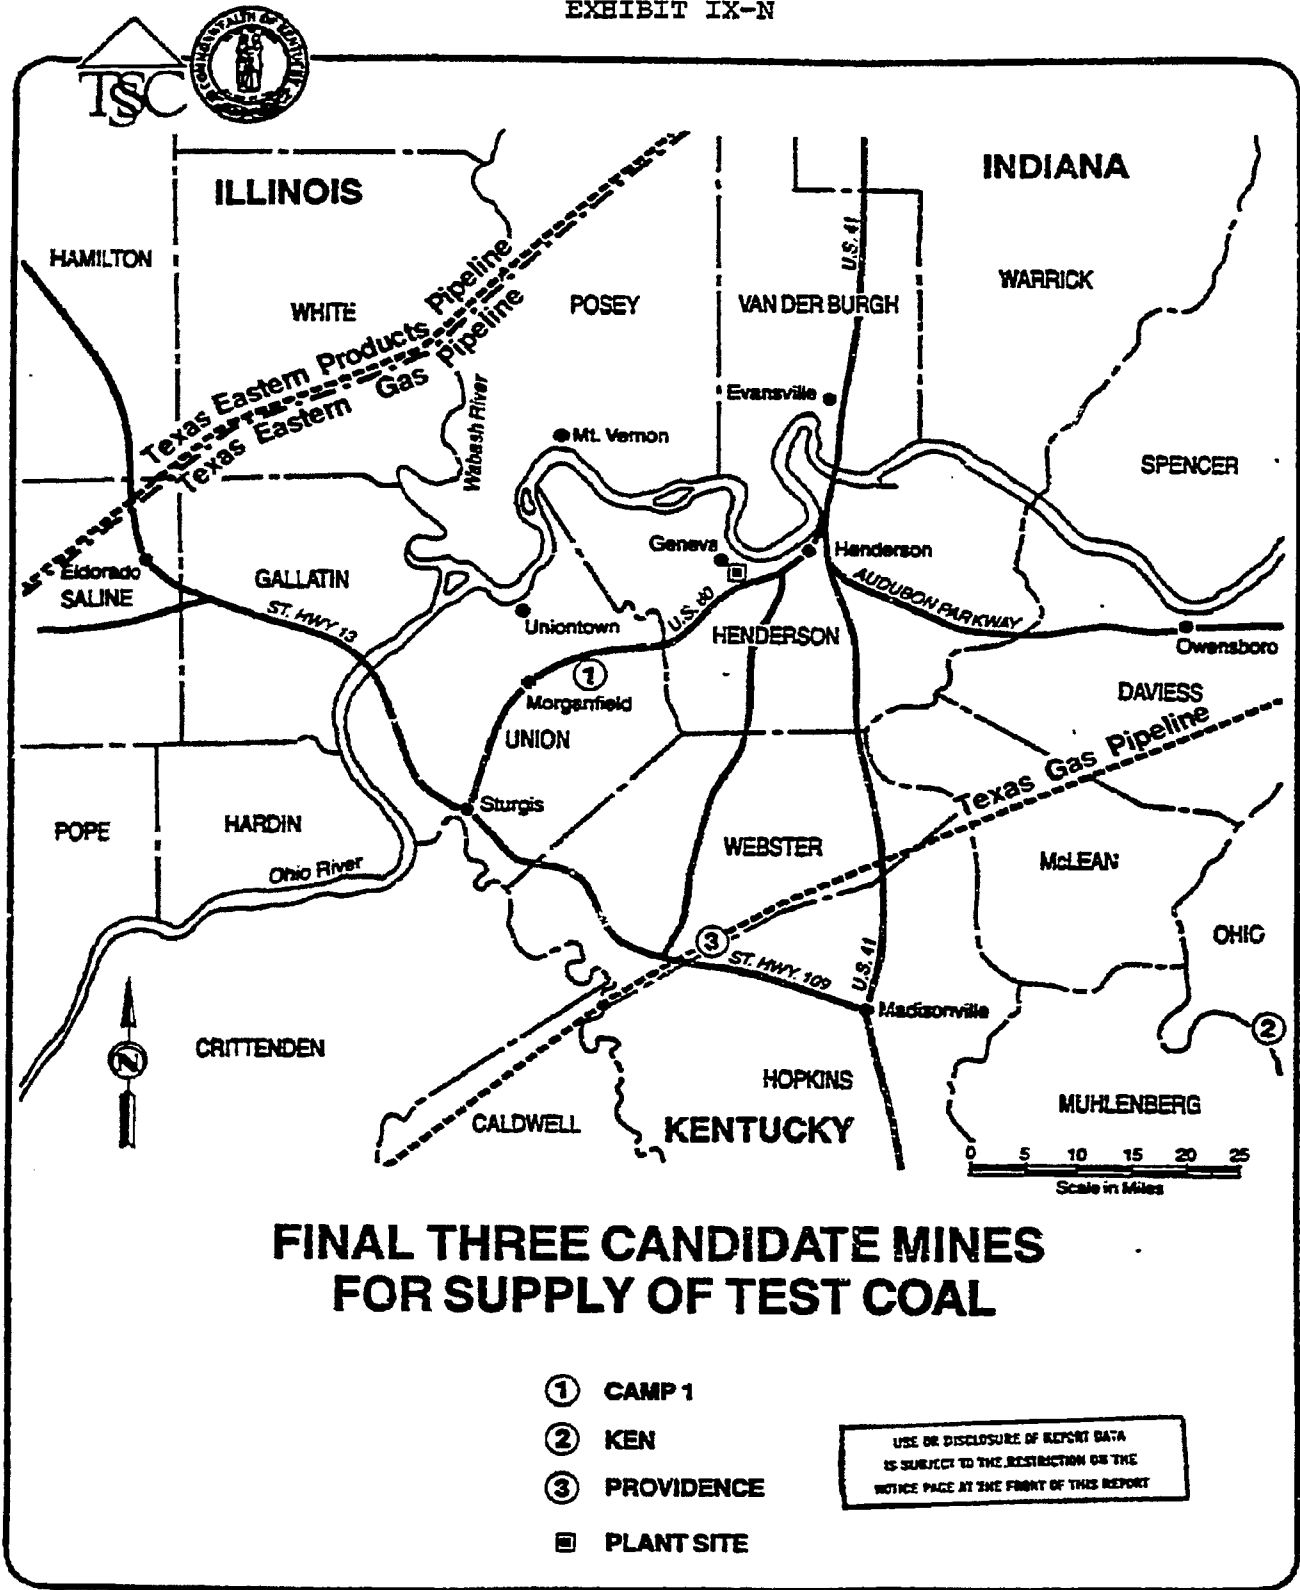 EXHIBIT IX-N
TSC
COMMONWEALTH OF KENTUCKY
ILLINOIS
INDIANA
HAMILTON
WHITE
POSEY
VAN DER BURGH
WARRICK
U.S. 41
Texas Eastern Products Pipeline
Texas Eastern Gas Pipeline
Wabash River
Evansville
Mt. Vernon
SPENCER
Geneva
Henderson
Eldorado
SALINE
GALLATIN
ST. HWY 13
Uniontown
U.S. 60
HENDERSON
AUDUBON PARKWAY
Owensboro
1
Morganfield
UNION
DAVIESS
Texas Gas Pipeline
Sturgis
POPE
HARDIN
WEBSTER
McLEAN
Ohio River
OHIO
3
ST. HWY. 109
U.S. 41
Madisonville
2
N
CRITTENDEN
HOPKINS
MUHLENBERG
CALDWELL
KENTUCKY
0 5 10 15 20 25
Scale in Miles
FINAL THREE CANDIDATE MINES
FOR SUPPLY OF TEST COAL
1 CAMP 1
2 KEN
3 PROVIDENCE
PLANT SITE
USE OR DISCLOSURE OF REPORT DATA
IS SUBJECT TO THE RESTRICTION ON THE
NOTICE PAGE AT THE FRONT OF THIS REPORT